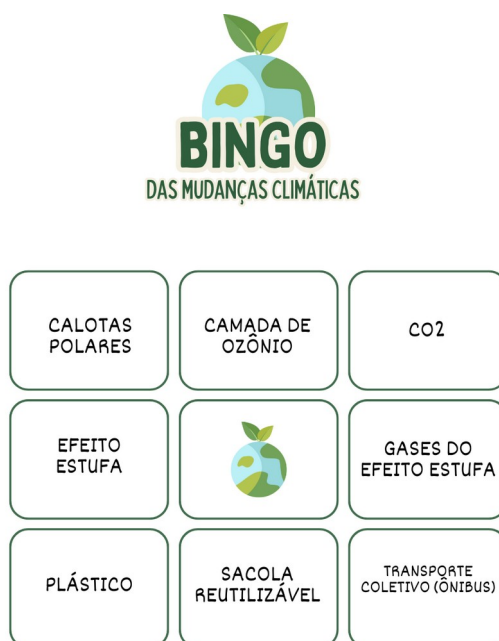 BINGO
DAS MUDANÇAS CLIMÁTICAS
CALOTAS
POLARES
CAMADA DE
OZÔNIO
CO2
EFEITO
ESTUFA
GASES DO
EFEITO ESTUFA
PLÁSTICO
SACOLA
REUTILIZÁVEL
TRANSPORTE
COLETIVO (ÔNIBUS)